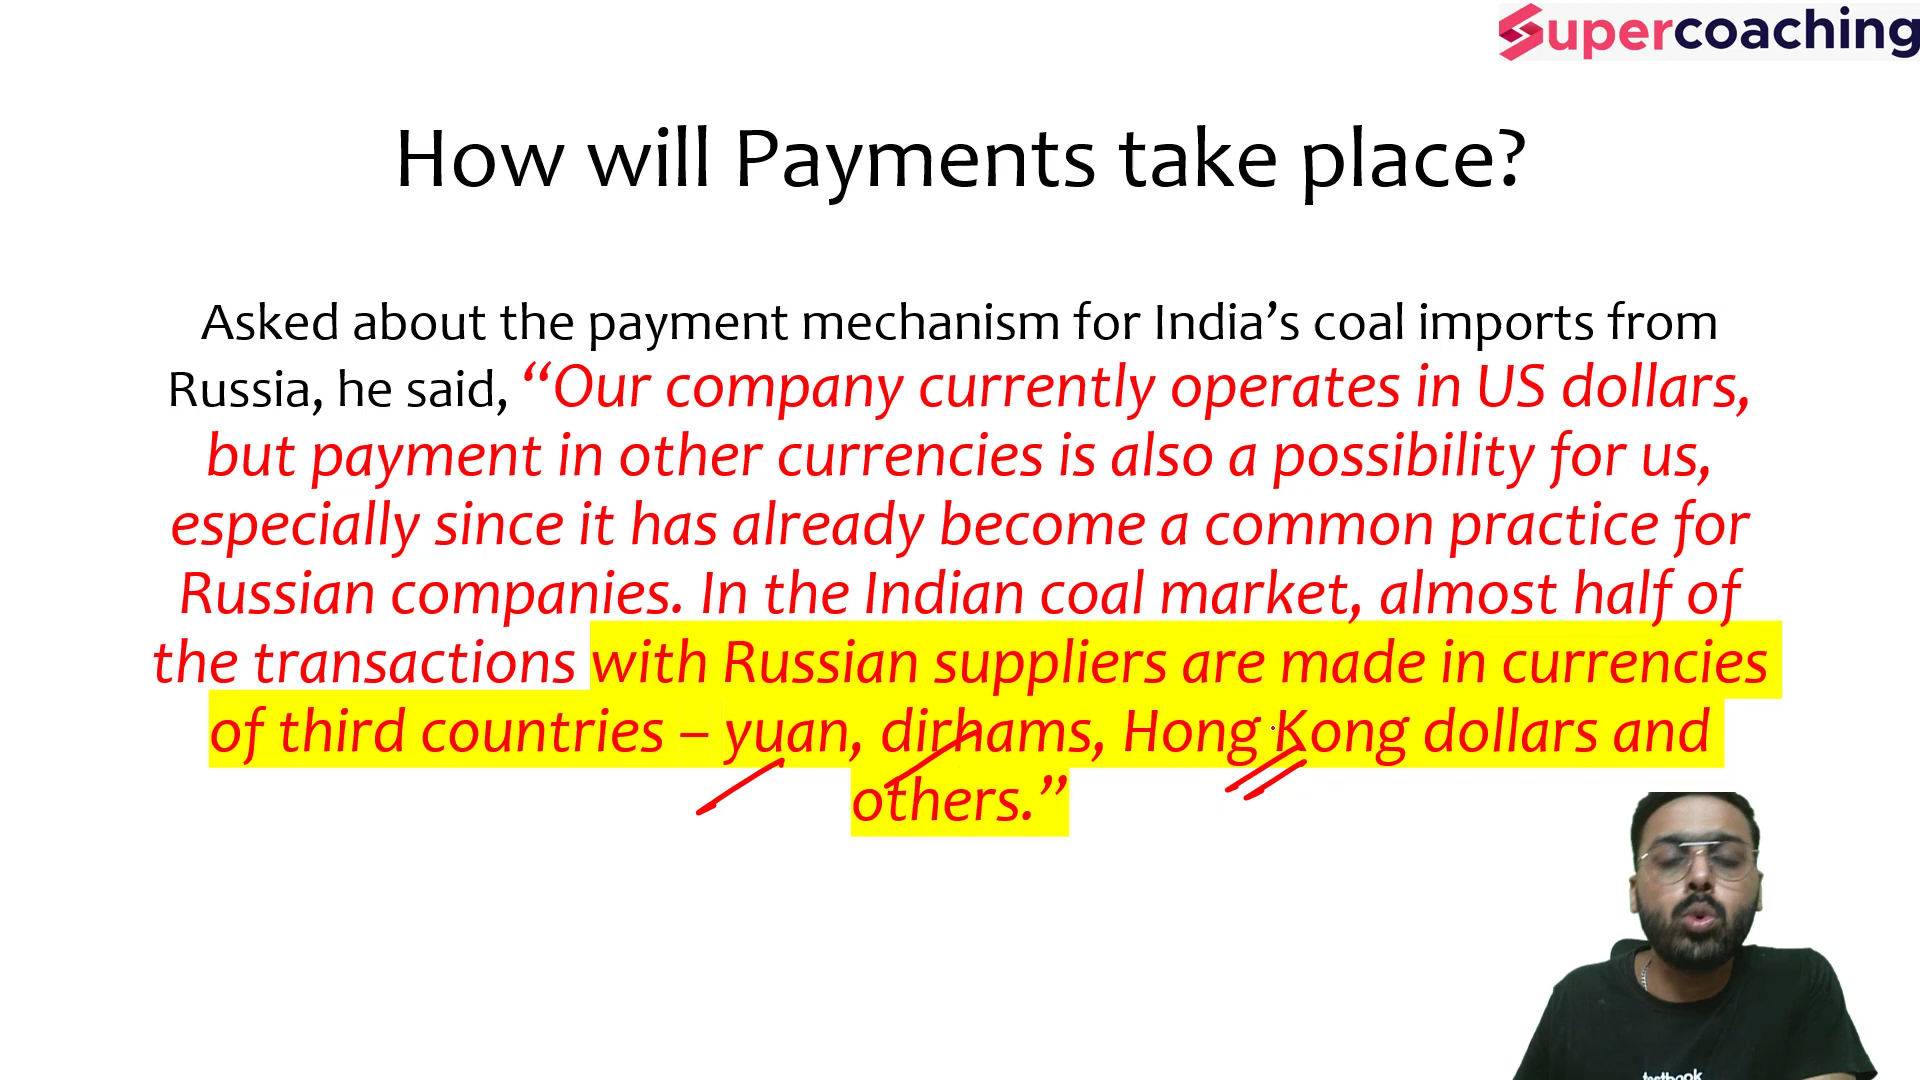 Supercoaching
How will Payments take place?
Asked about the payment mechanism for India’s coal imports from
Russia, he said, “Our company currently operates in US dollars,
but payment in other currencies is also a possibility for us,
especially since it has already become a common practice for
Russian companies. In the Indian coal market, almost half of
the transactions with Russian suppliers are made in currencies
of third countries – yuan, dirhams, Hong Kong dollars and
others.”
testbook